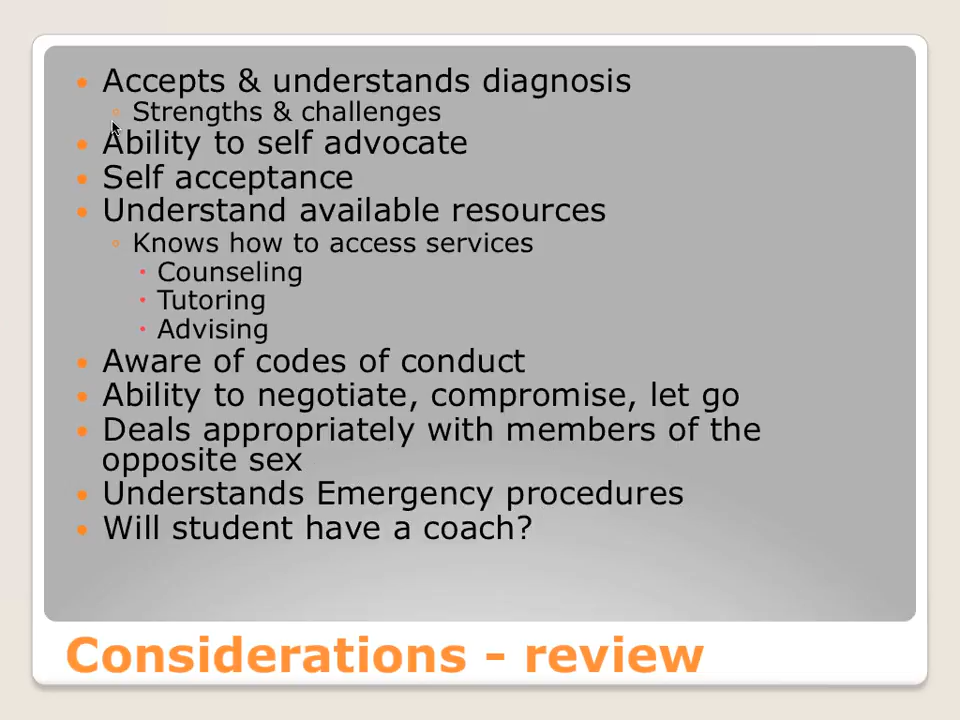 Accepts & understands diagnosis
Strengths & challenges
Ability to self advocate
Self acceptance
Understand available resources
Knows how to access services
Counseling
Tutoring
Advising
Aware of codes of conduct
Ability to negotiate, compromise, let go
Deals appropriately with members of the
opposite sex
Understands Emergency procedures
Will student have a coach?
Considerations - review